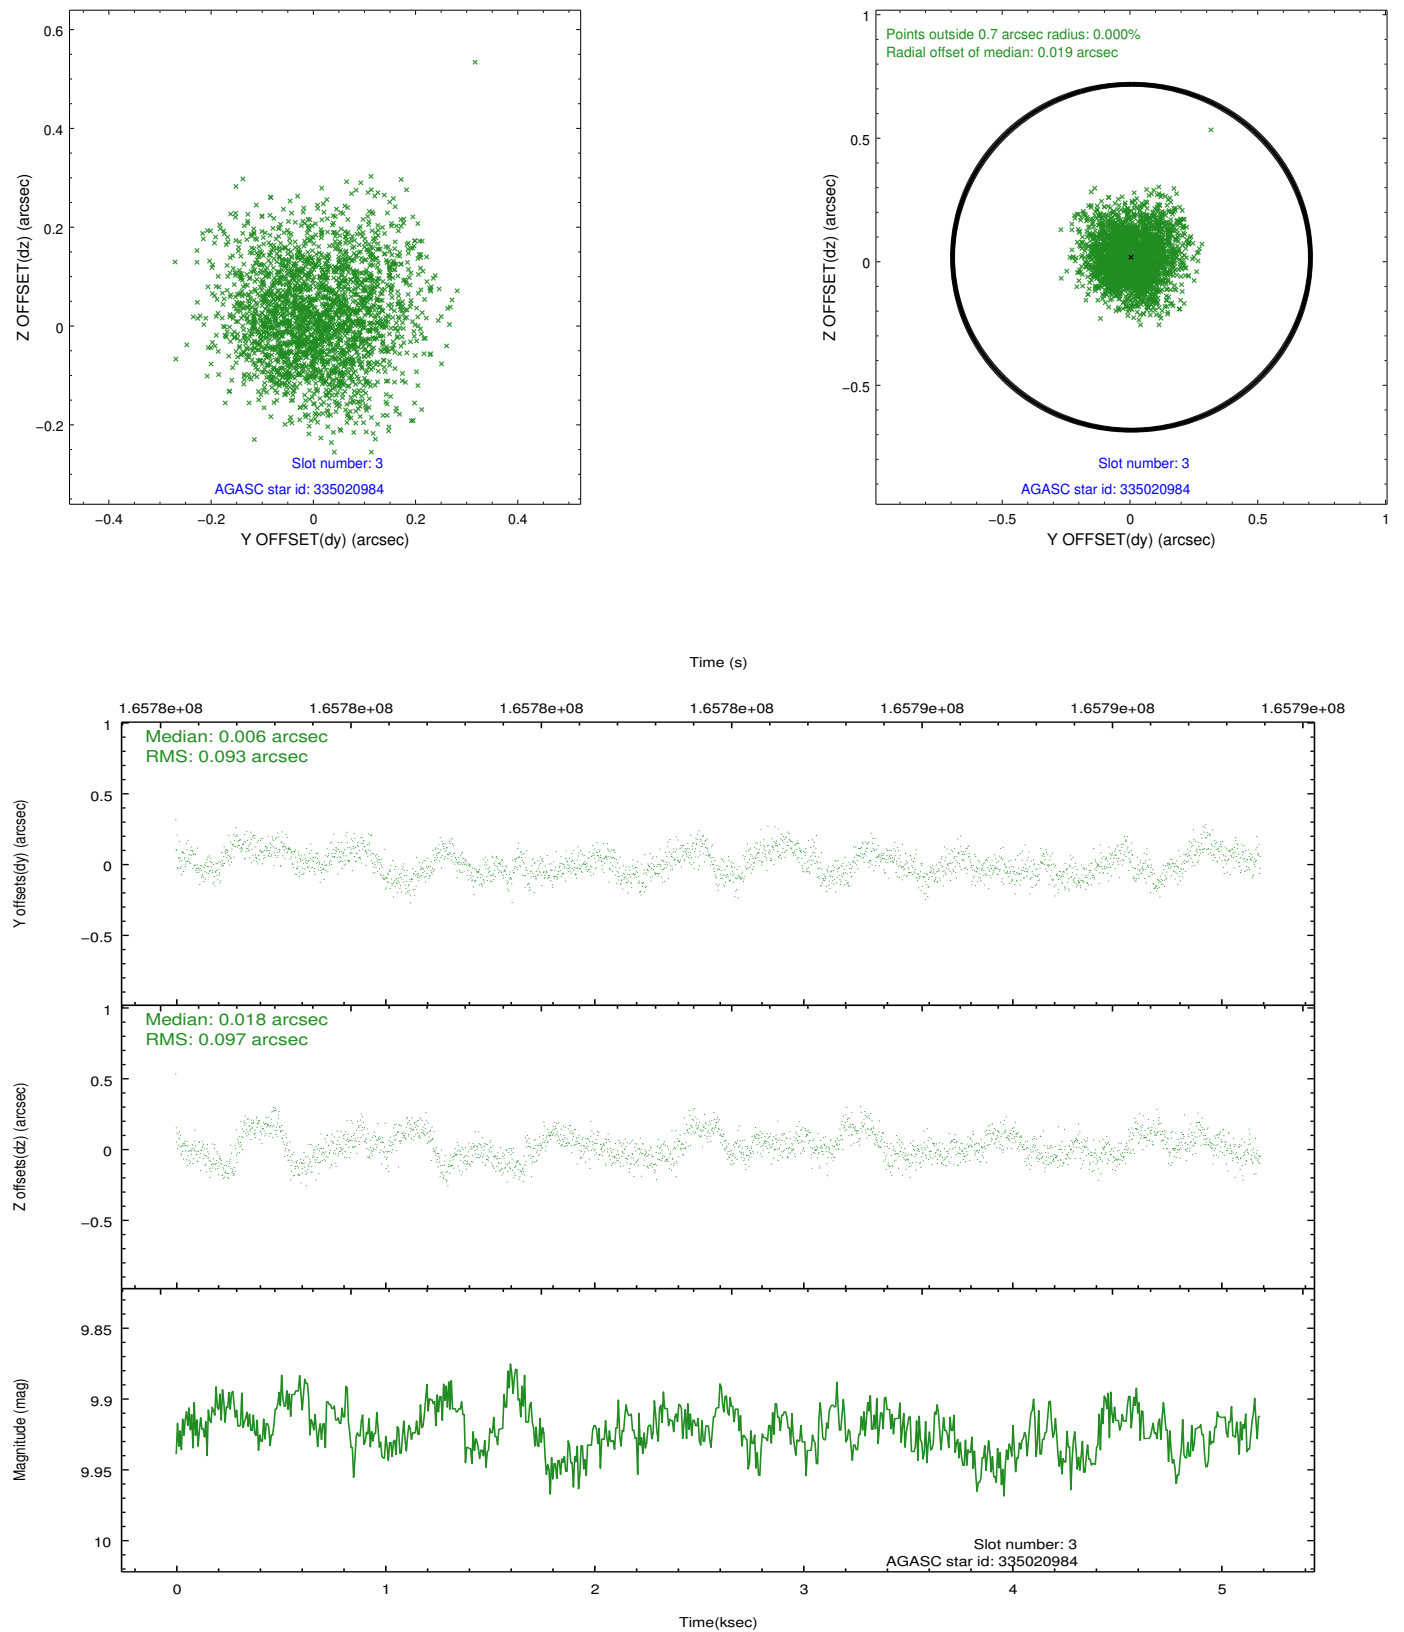 0.6
0.4
0.2
0
−0.2
Z OFFSET(dz) (arcsec)
Slot number: 3
AGASC star id: 335020984
−0.4 −0.2 0 0.2 0.4
Y OFFSET(dy) (arcsec)
1
0.5
0
−0.5
Z OFFSET(dz) (arcsec)
Points outside 0.7 arcsec radius: 0.000%
Radial offset of median: 0.019 arcsec
Slot number: 3
AGASC star id: 335020984
−0.5 0 0.5 1
Y OFFSET(dy) (arcsec)
Time (s)
1.6578e+08 1.6578e+08 1.6578e+08 1.6578e+08 1.6579e+08 1.6579e+08 1.6579e+08
1
0.5
0
−0.5
Y offsets(dy) (arcsec)
Median: 0.006 arcsec
RMS: 0.093 arcsec
1
0.5
0
−0.5
Z offsets(dz) (arcsec)
Median: 0.018 arcsec
RMS: 0.097 arcsec
9.85
9.9
9.95
10
Magnitude (mag)
Slot number: 3
AGASC star id: 335020984
0 1 2 3 4 5
Time(ksec)